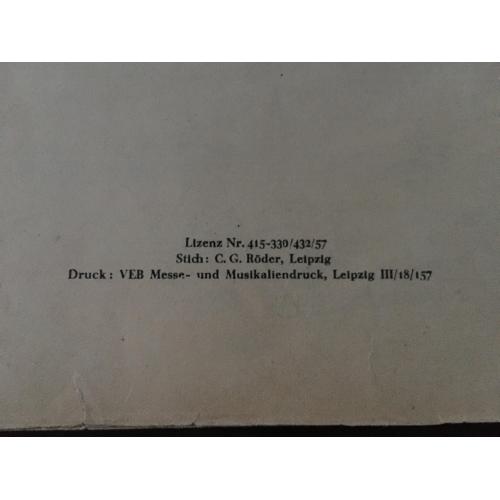 Lizenz Nr. 415-330/432/57
Stich: C. G. Röder, Leipzig
Druck: VEB Messe- und Musikaliendruck, Leipzig III/18/157